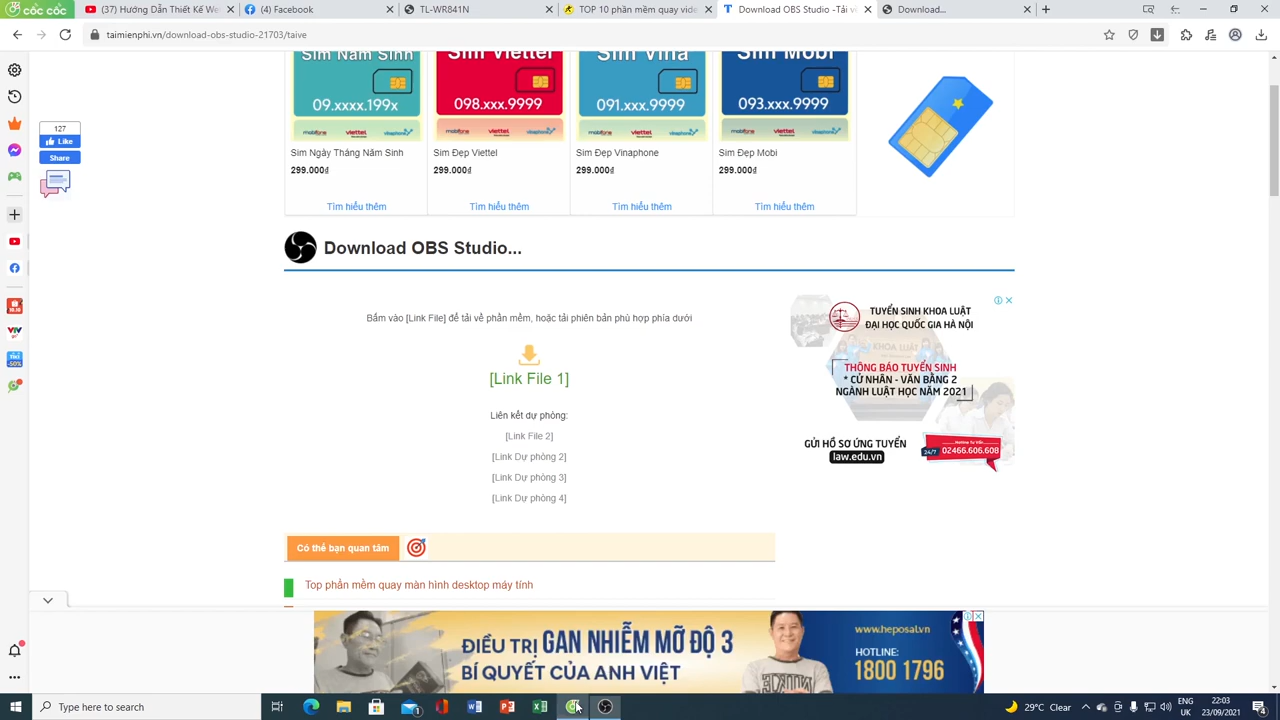 CỐC CỐC
(37) Hướng Dẫn Thiết Kế We
(4) Facebook
TL-WR841N
TOP 10 phần mềm quay vide
Download OBS Studio -Tải v
Download...
taimienphi.vn/download-obs-studio-21703/taive
Sim Năm Sinh
Sim Viettel
Sim Vina
Sim Mobi
09.xxxx.199x
098.xxx.9999
091.xxx.9999
093.xxx.9999
Sim Ngày Tháng Năm Sinh
Sim Đẹp Viettel
Sim Đẹp Vinaphone
Sim Đẹp Mobi
299.000₫
299.000₫
299.000₫
299.000₫
Tìm hiểu thêm
Tìm hiểu thêm
Tìm hiểu thêm
Tìm hiểu thêm
127
Like
Share
Download OBS Studio...
Bấm vào [Link File] để tải về phần mềm, hoặc tải phiên bản phù hợp phía dưới
[Link File 1]
Liên kết dự phòng:
[Link File 2]
[Link Dự phòng 2]
[Link Dự phòng 3]
[Link Dự phòng 4]
TUYỂN SINH KHOA LUẬT
ĐẠI HỌC QUỐC GIA HÀ NỘI
KHOA LUẬT
THÔNG BÁO TUYỂN SINH
* CỬ NHÂN - VĂN BẰNG 2
NGÀNH LUẬT HỌC NĂM 2021
GỬI HỒ SƠ ỨNG TUYỂN
law.edu.vn
24/7
02466.606.608
Có thể bạn quan tâm
Top phần mềm quay màn hình desktop máy tính
ĐIỀU TRỊ GAN NHIỄM MỠ ĐỘ 3
BÍ QUYẾT CỦA ANH VIỆT
www.heposal.vn
HOTLINE:
1800 1796
Type here to search
29°C Clear
ENG
UK
22:03
23/09/2021